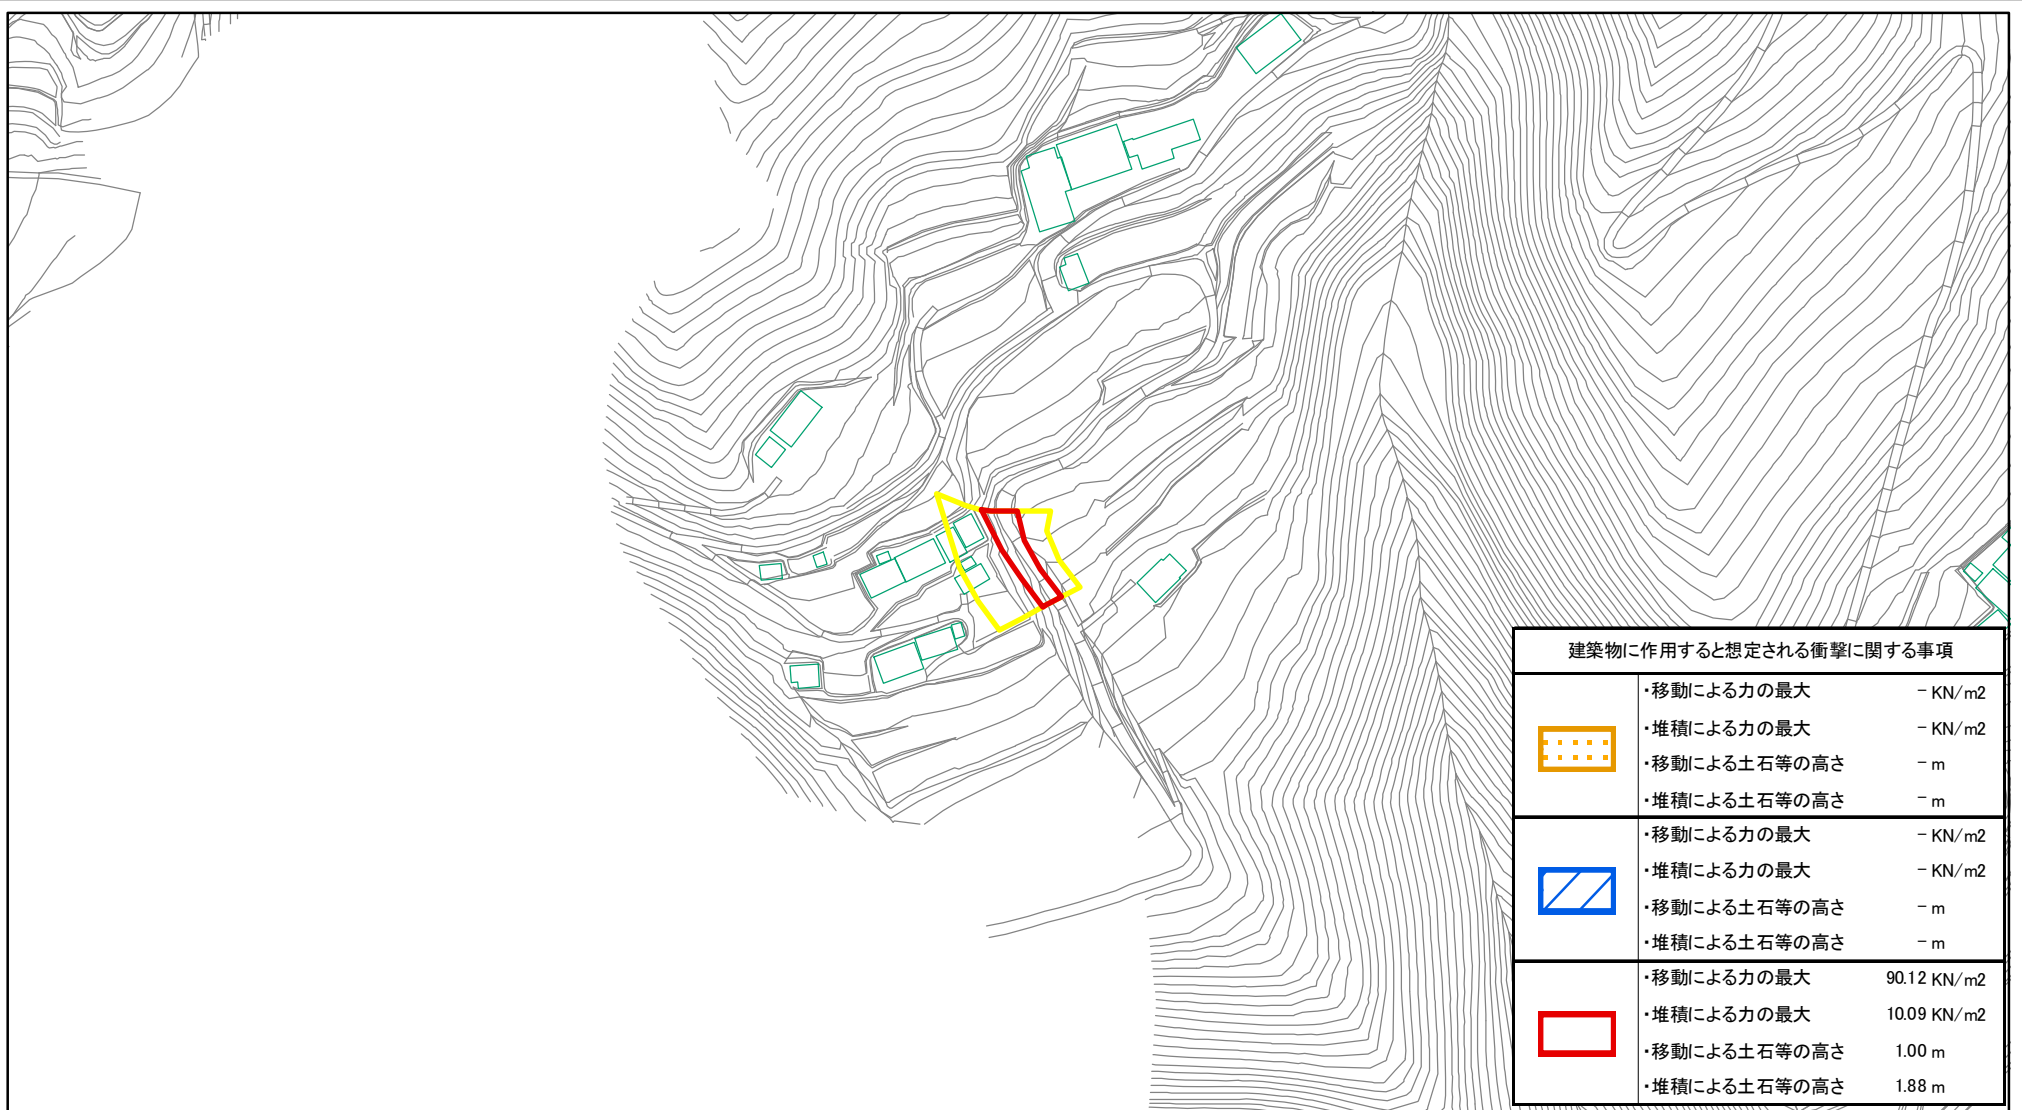 建築物に作用すると想定される衝撃に関する事項
・移動による力の最大 － KN/m2
・堆積による力の最大 － KN/m2
・移動による土石等の高さ － m
・堆積による土石等の高さ － m
・移動による力の最大 － KN/m2
・堆積による力の最大 － KN/m2
・移動による土石等の高さ － m
・堆積による土石等の高さ － m
・移動による力の最大 90.12 KN/m2
・堆積による力の最大 10.09 KN/m2
・移動による土石等の高さ 1.00 m
・堆積による土石等の高さ 1.88 m